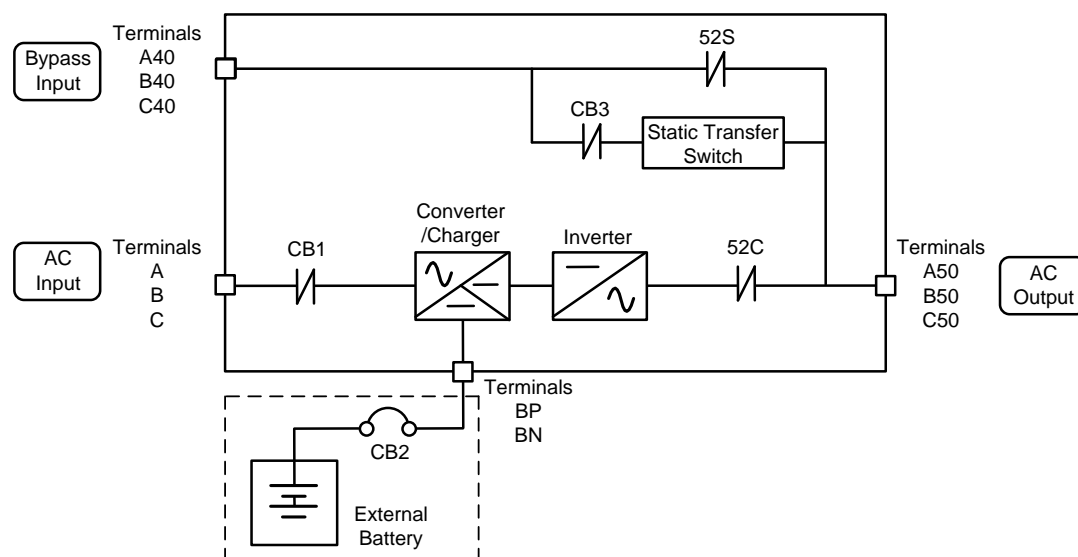 Bypass
Input
Terminals
A40
B40
C40
52S
CB3
Static Transfer
Switch
AC
Input
Terminals
A
B
C
CB1
Converter
/Charger
Inverter
52C
Terminals
A50
B50
C50
AC
Output
Terminals
BP
BN
CB2
External
Battery